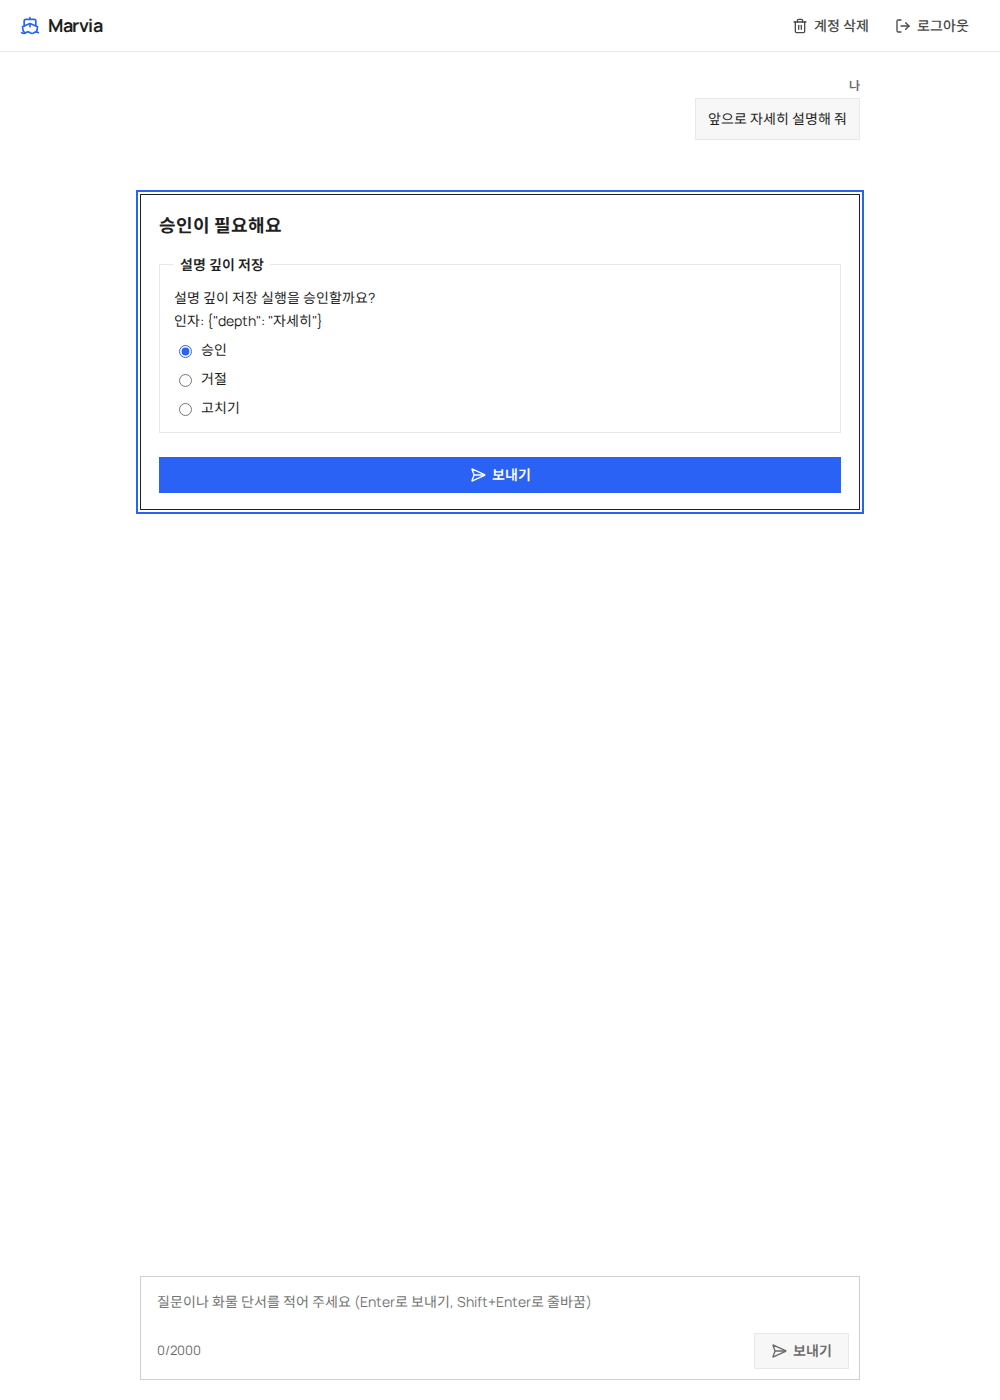 Marvia
계정 삭제
로그아웃
나
앞으로 자세히 설명해 줘
승인이 필요해요
설명 깊이 저장
설명 깊이 저장 실행을 승인할까요?
인자: {"depth": "자세히"}
승인
거절
고치기
보내기
질문이나 화물 단서를 적어 주세요 (Enter로 보내기, Shift+Enter로 줄바꿈)
0/2000
보내기